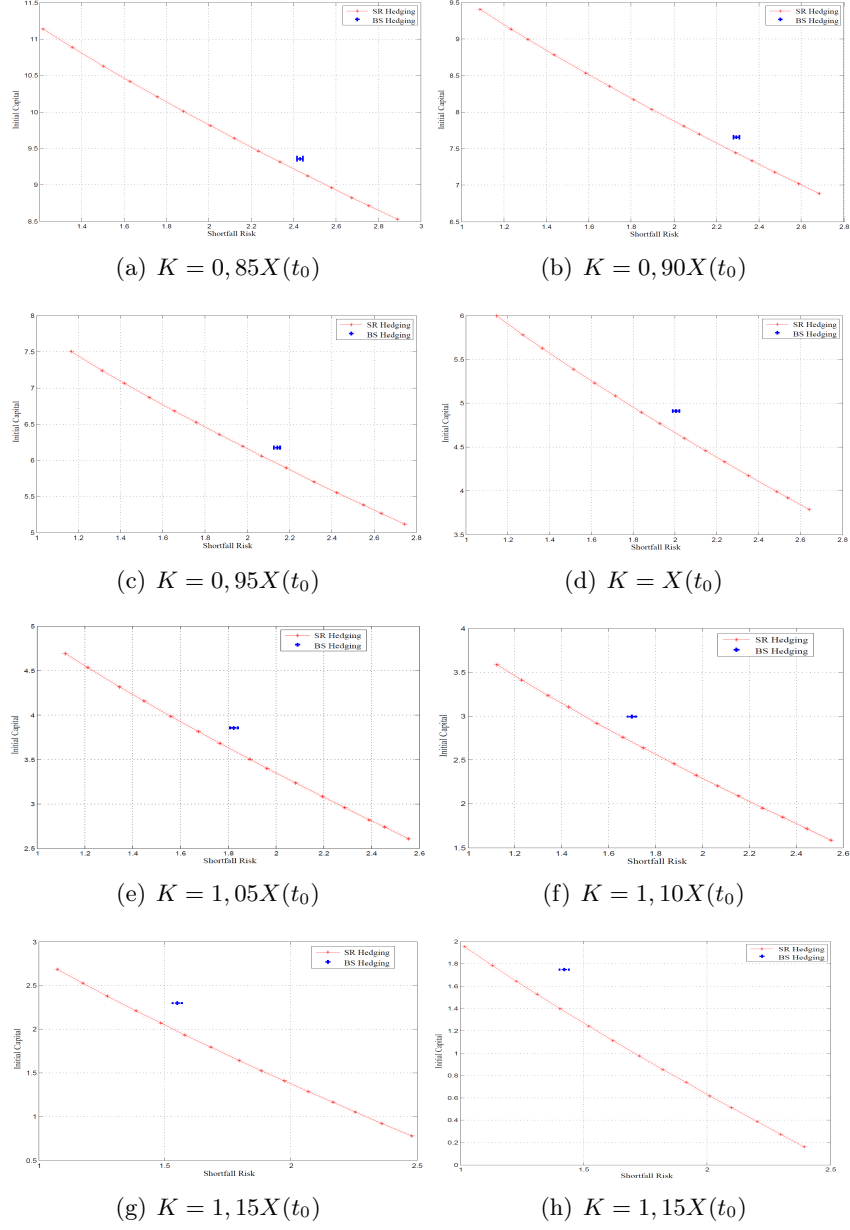 11.5
11
10.5
10
9.5
9
8.5
Initial Capital
SR Hedging
BS Hedging
1.4 1.6 1.8 2 2.2 2.4 2.6 2.8 3
Shortfall Risk
(a) K = 0, 85X(t₀)
9.5
9
8.5
8
7.5
7
6.5
Initial Capital
SR Hedging
BS Hedging
1.2 1.4 1.6 1.8 2 2.2 2.4 2.6 2.8
Shortfall Risk
(b) K = 0, 90X(t₀)
8
7.5
7
6.5
6
5.5
5
Initial Capital
SR Hedging
BS Hedging
1 1.2 1.4 1.6 1.8 2 2.2 2.4 2.6 2.8
Shortfall Risk
(c) K = 0, 95X(t₀)
6
5.5
5
4.5
4
3.5
Initial Capital
SR Hedging
BS Hedging
1 1.2 1.4 1.6 1.8 2 2.2 2.4 2.6 2.8
Shortfall Risk
(d) K = X(t₀)
5
4.5
4
3.5
3
2.5
Initial Capital
SR Hedging
BS Hedging
1 1.2 1.4 1.6 1.8 2 2.2 2.4 2.6
Shortfall Risk
(e) K = 1, 05X(t₀)
4
3.5
3
2.5
2
1.5
Initial Capital
SR Hedging
BS Hedging
1 1.2 1.4 1.6 1.8 2 2.2 2.4 2.6
Shortfall Risk
(f) K = 1, 10X(t₀)
3
2.5
2
1.5
1
0.5
Initial Capital
SR Hedging
BS Hedging
1 1.5 2 2.5
Shortfall Risk
(g) K = 1, 15X(t₀)
2
1.8
1.6
1.4
1.2
1
0.8
0.6
0.4
0.2
0
Initial Capital
SR Hedging
BS Hedging
1 1.6 2 2.5
Shortfall Risk
(h) K = 1, 15X(t₀)